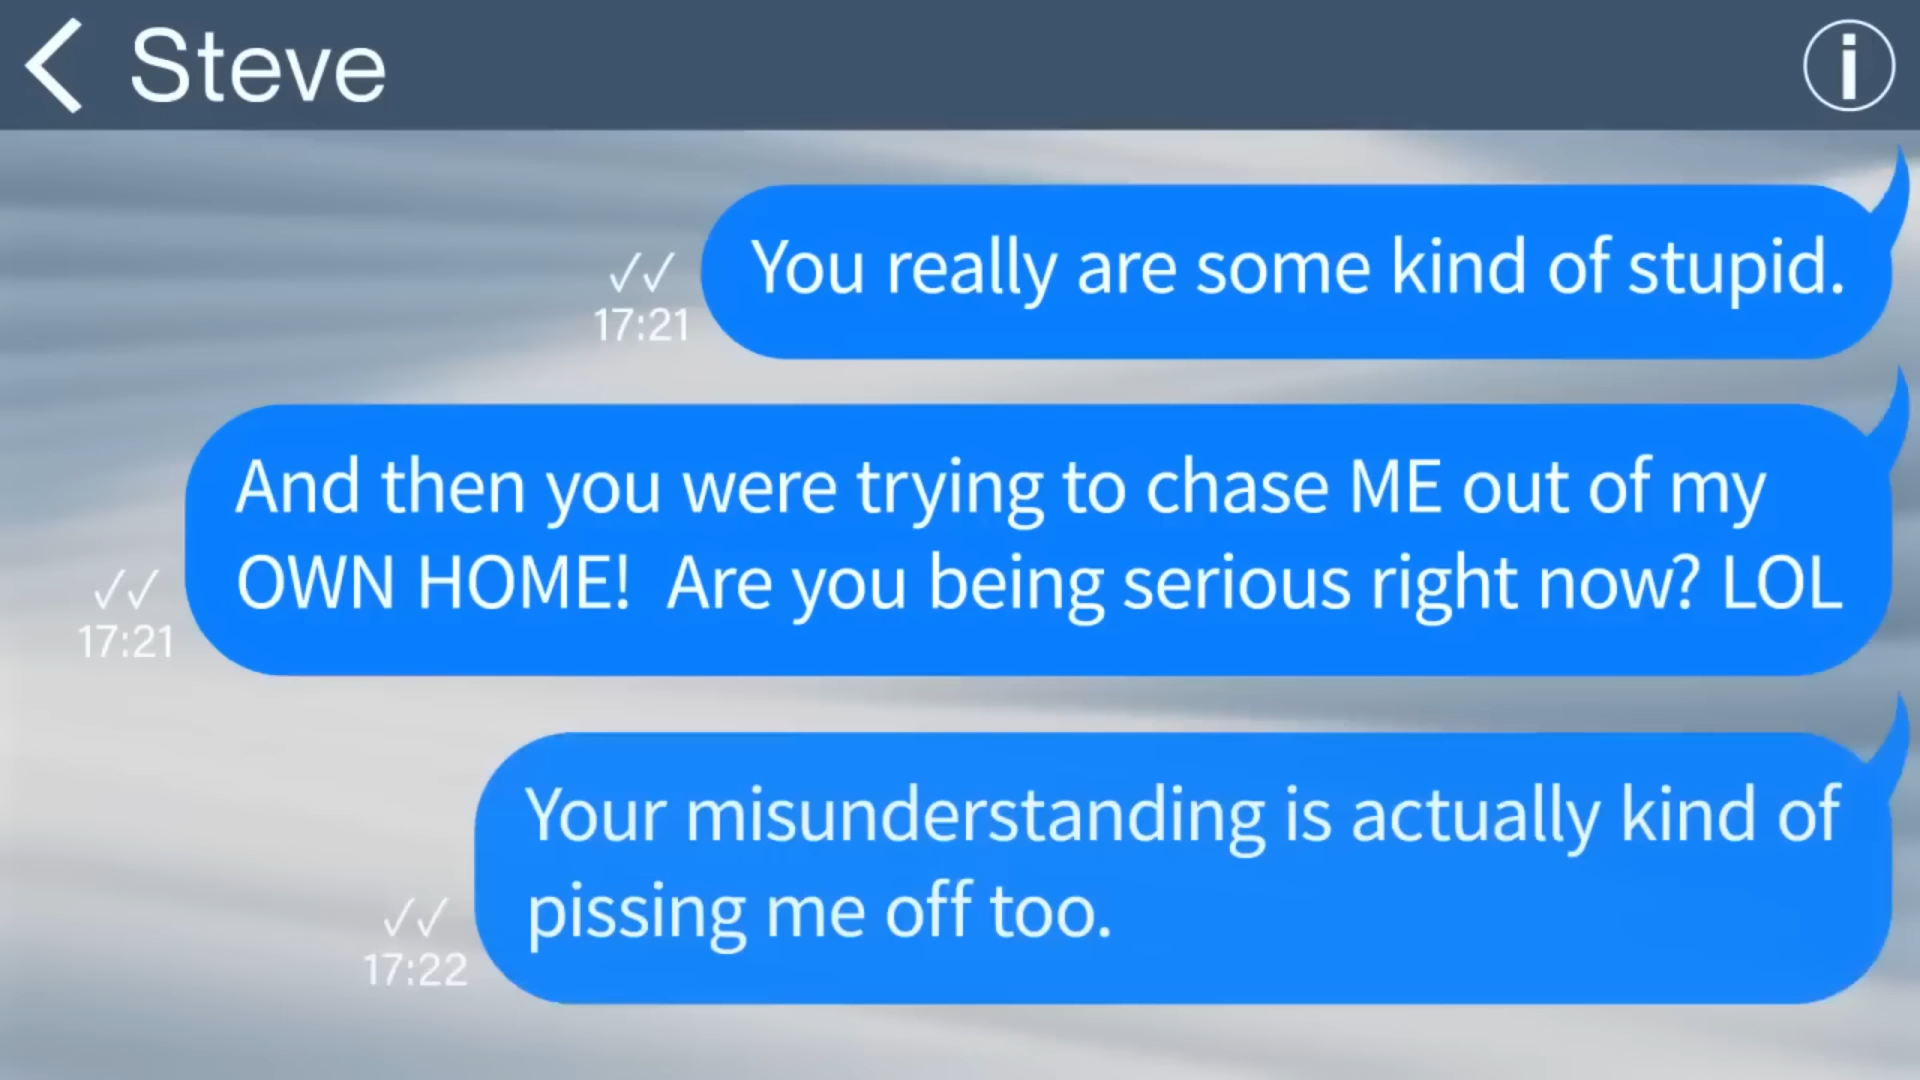 Steve
You really are some kind of stupid.
17:21
And then you were trying to chase ME out of my
OWN HOME!  Are you being serious right now? LOL
17:21
Your misunderstanding is actually kind of
pissing me off too.
17:22